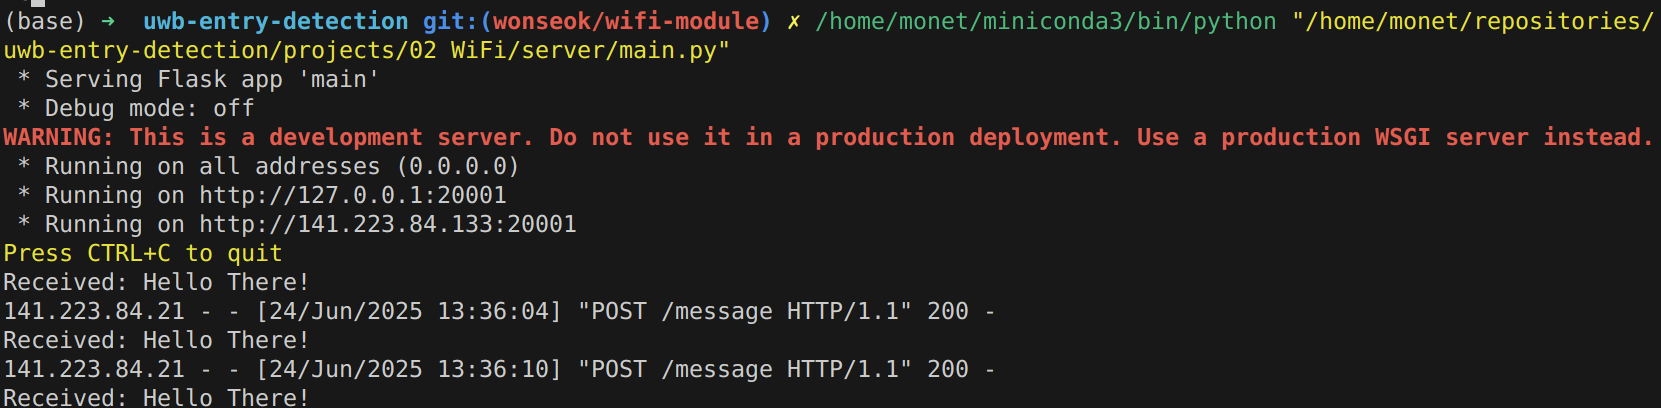 (base) ➜  uwb-entry-detection git:(wonseok/wifi-module) ✗ /home/monet/miniconda3/bin/python "/home/monet/repositories/
uwb-entry-detection/projects/02 WiFi/server/main.py"
 * Serving Flask app 'main'
 * Debug mode: off
WARNING: This is a development server. Do not use it in a production deployment. Use a production WSGI server instead.
 * Running on all addresses (0.0.0.0)
 * Running on http://127.0.0.1:20001
 * Running on http://141.223.84.133:20001
Press CTRL+C to quit
Received: Hello There!
141.223.84.21 - - [24/Jun/2025 13:36:04] "POST /message HTTP/1.1" 200 -
Received: Hello There!
141.223.84.21 - - [24/Jun/2025 13:36:10] "POST /message HTTP/1.1" 200 -
Received: Hello There!